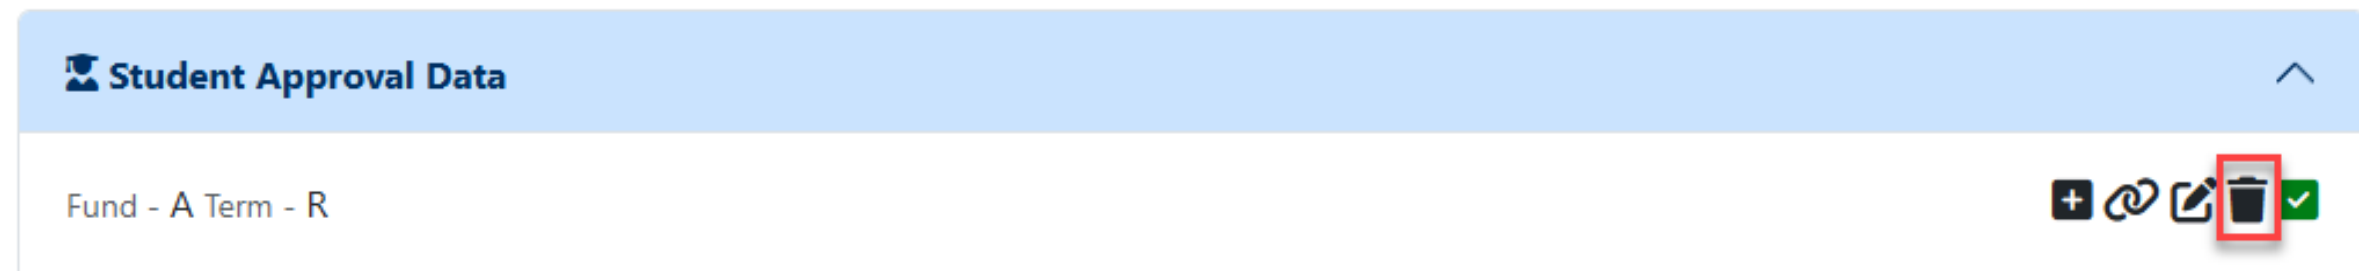 Student Approval Data
Fund - A Term - R